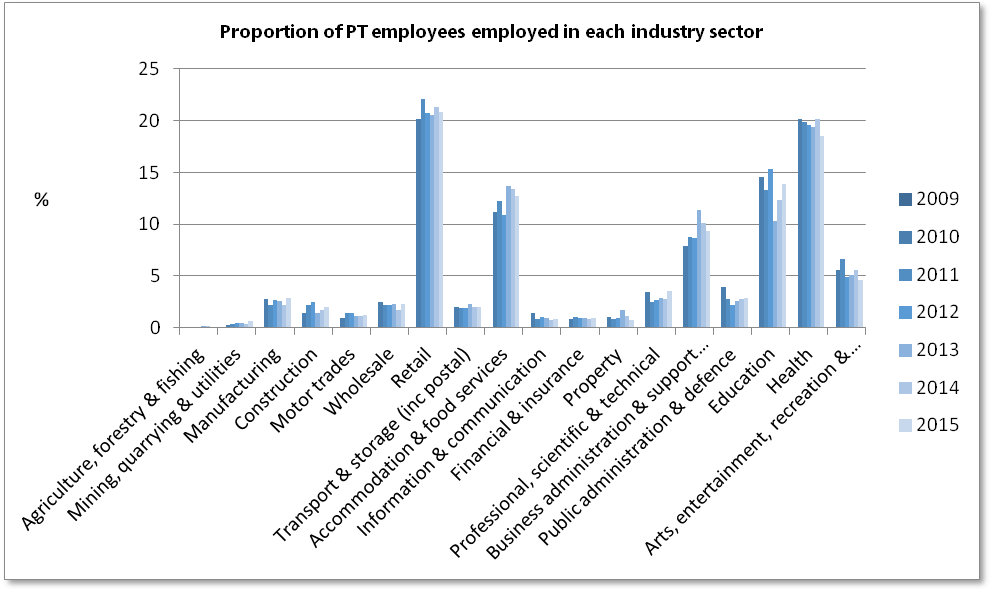 Proportion of PT employees employed in each industry sector
25
20
15
10
5
0
%
Agriculture, forestry & fishing
Mining, quarrying & utilities
Manufacturing
Construction
Motor trades
Wholesale
Retail
Transport & storage (inc postal)
Accommodation & food services
Information & communication
Financial & insurance
Property
Professional, scientific & technical
Business administration & support...
Public administration & defence
Education
Health
Arts, entertainment, recreation &...
2009
2010
2011
2012
2013
2014
2015